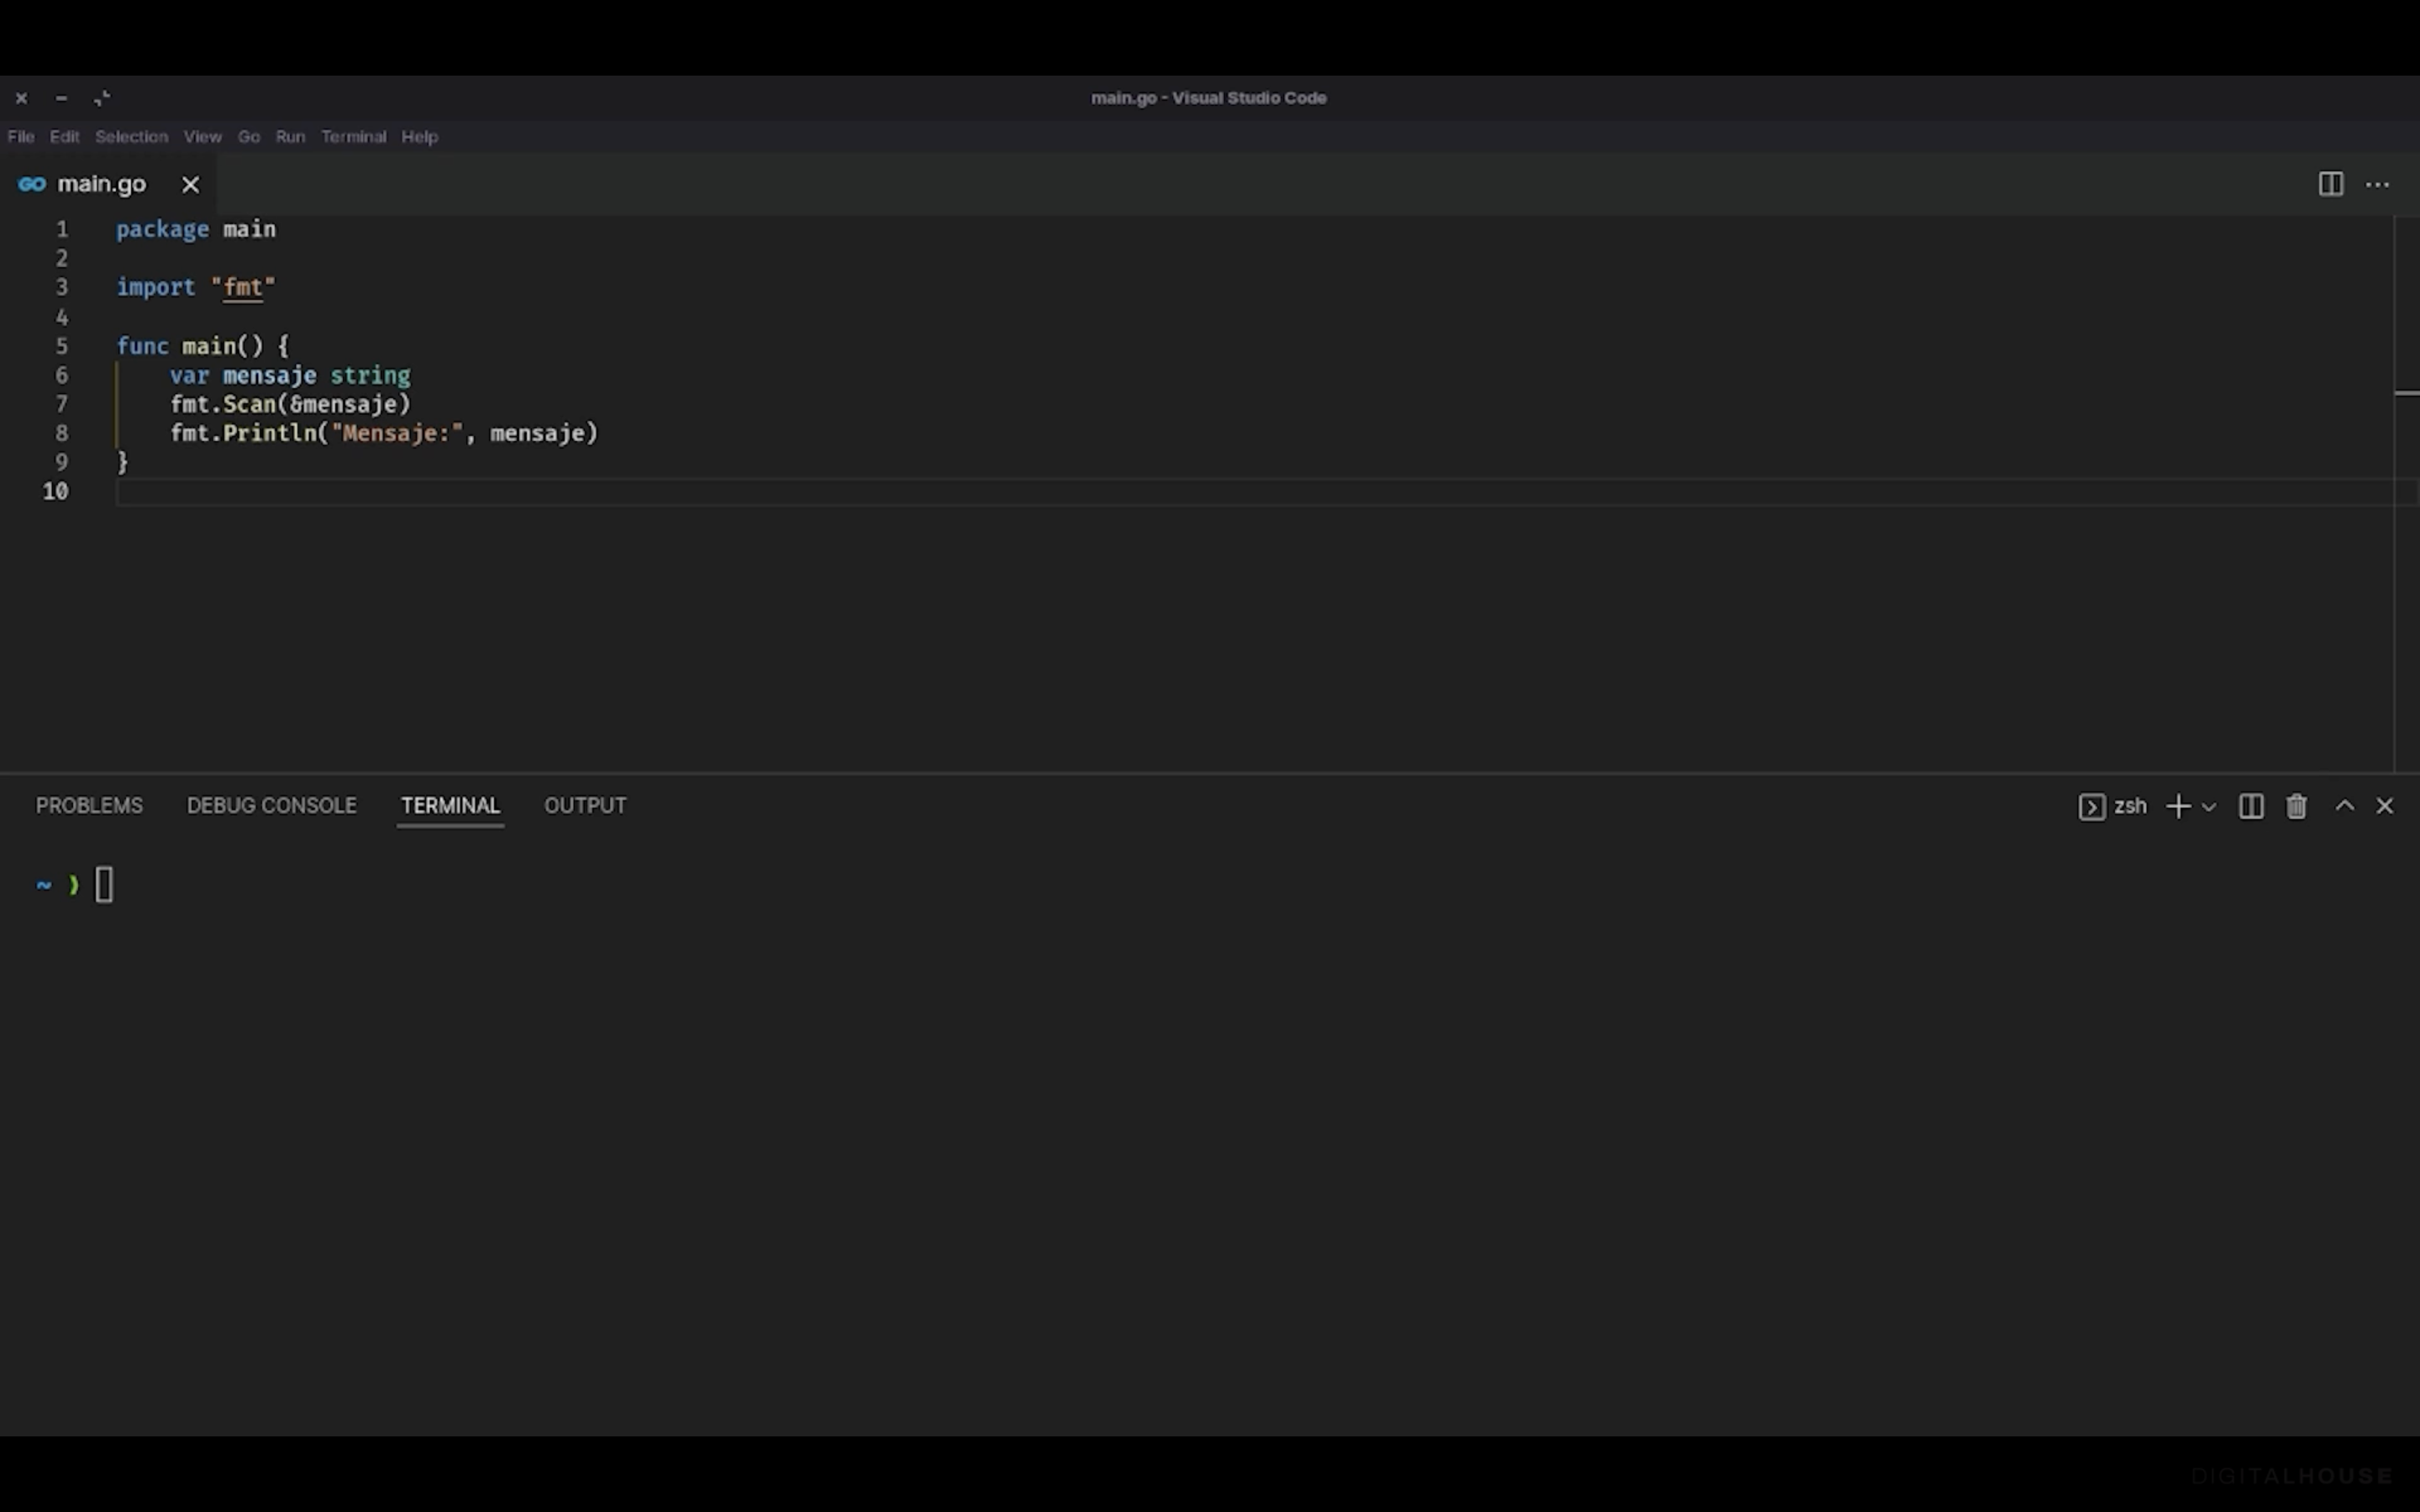 main.go - Visual Studio Code
File Edit Selection View Go Run Terminal Help
GO main.go
1 package main
2
3 import "fmt"
4
5 func main() {
6 var mensaje string
7 fmt.Scan(&mensaje)
8 fmt.Println("Mensaje:", mensaje)
9 }
10
PROBLEMS DEBUG CONSOLE TERMINAL OUTPUT zsh
~ ❯
DIGITALHOUSE